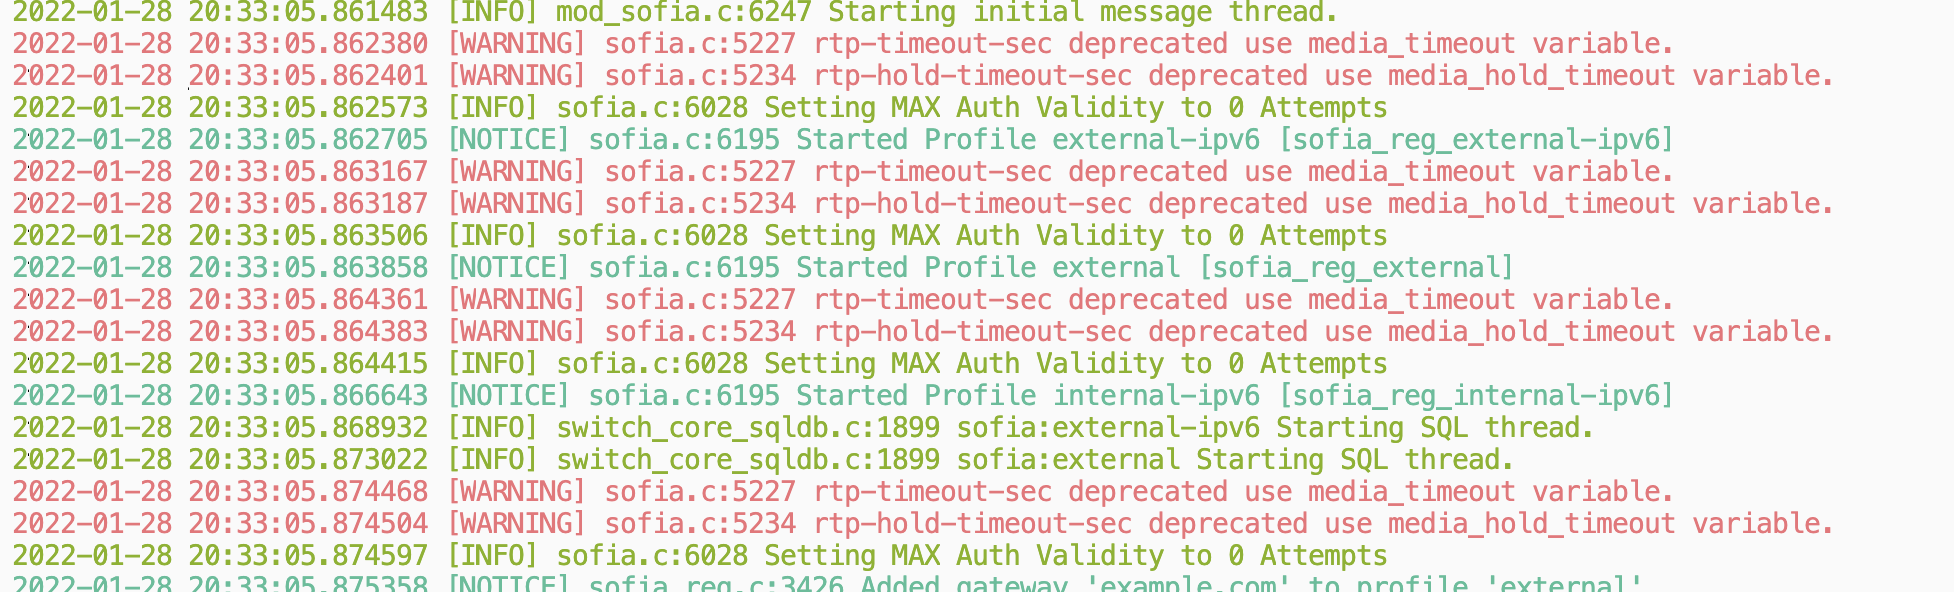 2022-01-28 20:33:05.861483 [INFO] mod_sofia.c:6247 Starting initial message thread.
2022-01-28 20:33:05.862380 [WARNING] sofia.c:5227 rtp-timeout-sec deprecated use media_timeout variable.
2022-01-28 20:33:05.862401 [WARNING] sofia.c:5234 rtp-hold-timeout-sec deprecated use media_hold_timeout variable.
2022-01-28 20:33:05.862573 [INFO] sofia.c:6028 Setting MAX Auth Validity to 0 Attempts
2022-01-28 20:33:05.862705 [NOTICE] sofia.c:6195 Started Profile external-ipv6 [sofia_reg_external-ipv6]
2022-01-28 20:33:05.863167 [WARNING] sofia.c:5227 rtp-timeout-sec deprecated use media_timeout variable.
2022-01-28 20:33:05.863187 [WARNING] sofia.c:5234 rtp-hold-timeout-sec deprecated use media_hold_timeout variable.
2022-01-28 20:33:05.863506 [INFO] sofia.c:6028 Setting MAX Auth Validity to 0 Attempts
2022-01-28 20:33:05.863858 [NOTICE] sofia.c:6195 Started Profile external [sofia_reg_external]
2022-01-28 20:33:05.864361 [WARNING] sofia.c:5227 rtp-timeout-sec deprecated use media_timeout variable.
2022-01-28 20:33:05.864383 [WARNING] sofia.c:5234 rtp-hold-timeout-sec deprecated use media_hold_timeout variable.
2022-01-28 20:33:05.864415 [INFO] sofia.c:6028 Setting MAX Auth Validity to 0 Attempts
2022-01-28 20:33:05.866643 [NOTICE] sofia.c:6195 Started Profile internal-ipv6 [sofia_reg_internal-ipv6]
2022-01-28 20:33:05.868932 [INFO] switch_core_sqldb.c:1899 sofia:external-ipv6 Starting SQL thread.
2022-01-28 20:33:05.873022 [INFO] switch_core_sqldb.c:1899 sofia:external Starting SQL thread.
2022-01-28 20:33:05.874468 [WARNING] sofia.c:5227 rtp-timeout-sec deprecated use media_timeout variable.
2022-01-28 20:33:05.874504 [WARNING] sofia.c:5234 rtp-hold-timeout-sec deprecated use media_hold_timeout variable.
2022-01-28 20:33:05.874597 [INFO] sofia.c:6028 Setting MAX Auth Validity to 0 Attempts
2022-01-28 20:33:05.875358 [NOTICE] sofia_reg.c:3426 Added gateway 'example.com' to profile 'external'